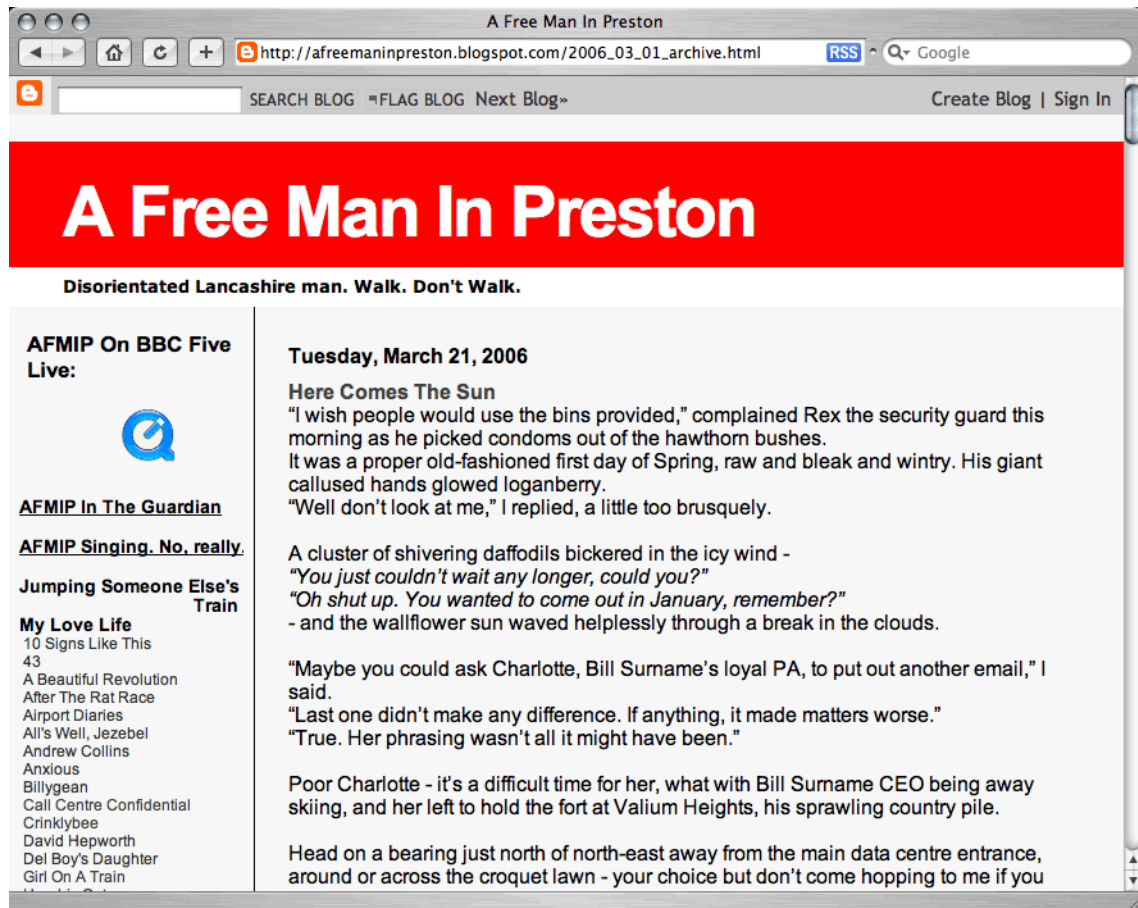 A Free Man In Preston
http://afreemaninpreston.blogspot.com/2006_03_01_archive.html RSS Google
SEARCH BLOG FLAG BLOG Next Blog» Create Blog | Sign In
A Free Man In Preston
Disorientated Lancashire man. Walk. Don't Walk.
AFMIP On BBC Five
Live:
AFMIP In The Guardian
AFMIP Singing. No, really.
Jumping Someone Else's
Train
My Love Life
10 Signs Like This
43
A Beautiful Revolution
After The Rat Race
Airport Diaries
All's Well, Jezebel
Andrew Collins
Anxious
Billygean
Call Centre Confidential
Crinklybee
David Hepworth
Del Boy's Daughter
Girl On A Train
Tuesday, March 21, 2006
Here Comes The Sun
“I wish people would use the bins provided,” complained Rex the security guard this
morning as he picked condoms out of the hawthorn bushes.
It was a proper old-fashioned first day of Spring, raw and bleak and wintry. His giant
callused hands glowed loganberry.
“Well don’t look at me,” I replied, a little too brusquely.
A cluster of shivering daffodils bickered in the icy wind -
“You just couldn’t wait any longer, could you?”
“Oh shut up. You wanted to come out in January, remember?”
- and the wallflower sun waved helplessly through a break in the clouds.
“Maybe you could ask Charlotte, Bill Surname’s loyal PA, to put out another email,” I
said.
“Last one didn’t make any difference. If anything, it made matters worse.”
“True. Her phrasing wasn’t all it might have been.”
Poor Charlotte - it’s a difficult time for her, what with Bill Surname CEO being away
skiing, and her left to hold the fort at Valium Heights, his sprawling country pile.
Head on a bearing just north of north-east away from the main data centre entrance,
around or across the croquet lawn - your choice but don’t come hopping to me if you